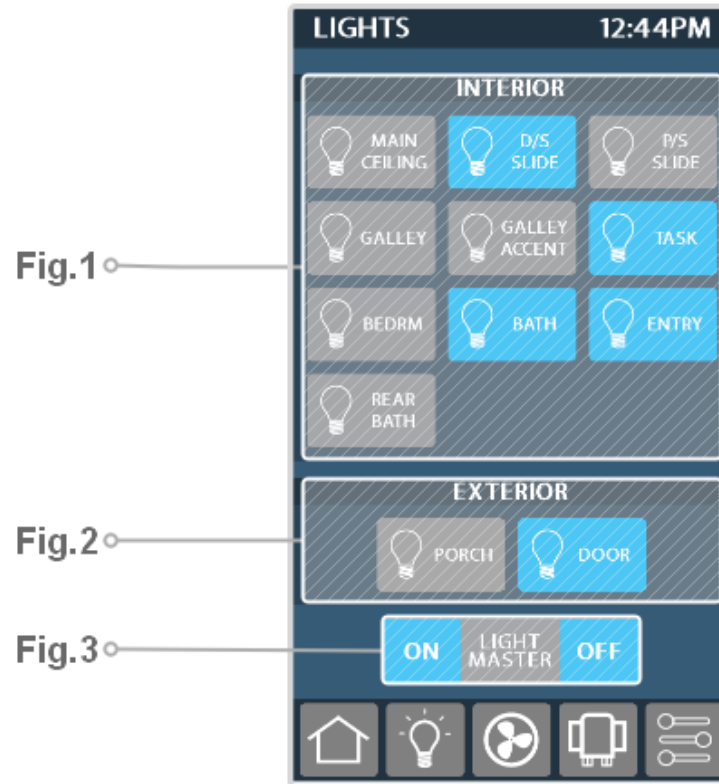 LIGHTS 12:44PM
INTERIOR
MAIN
CEILING
D/S
SLIDE
P/S
SLIDE
Fig.1
GALLEY
GALLEY
ACCENT
TASK
BEDRM
BATH
ENTRY
REAR
BATH
EXTERIOR
Fig.2
PORCH
DOOR
Fig.3
ON
LIGHT
MASTER
OFF